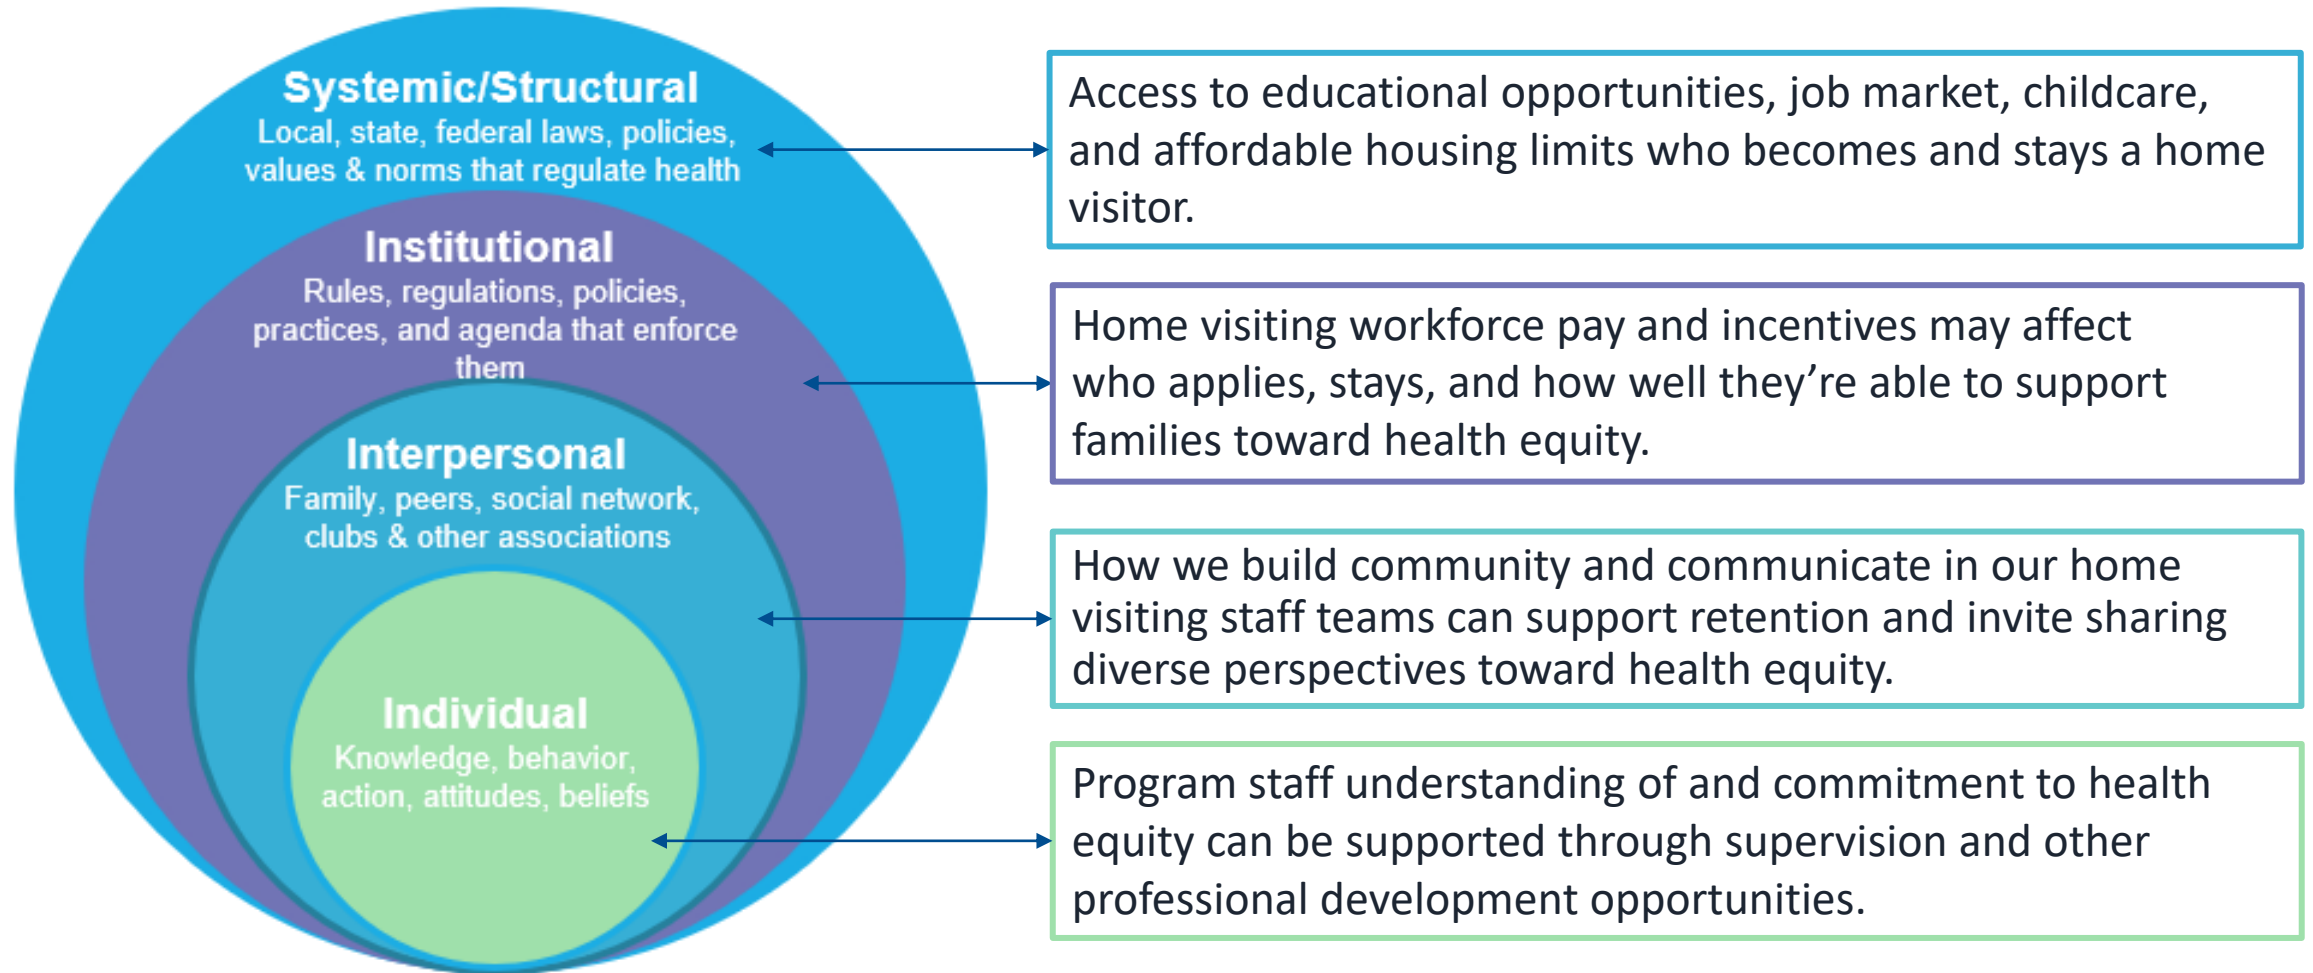 Systemic/Structural
Local, state, federal laws, policies,
values & norms that regulate health
Access to educational opportunities, job market, childcare,
and affordable housing limits who becomes and stays a home
visitor.
Institutional
Rules, regulations, policies,
practices, and agenda that enforce
them
Home visiting workforce pay and incentives may affect
who applies, stays, and how well they’re able to support
families toward health equity.
Interpersonal
Family, peers, social network,
clubs & other associations
How we build community and communicate in our home
visiting staff teams can support retention and invite sharing
diverse perspectives toward health equity.
Individual
Knowledge, behavior,
action, attitudes, beliefs
Program staff understanding of and commitment to health
equity can be supported through supervision and other
professional development opportunities.